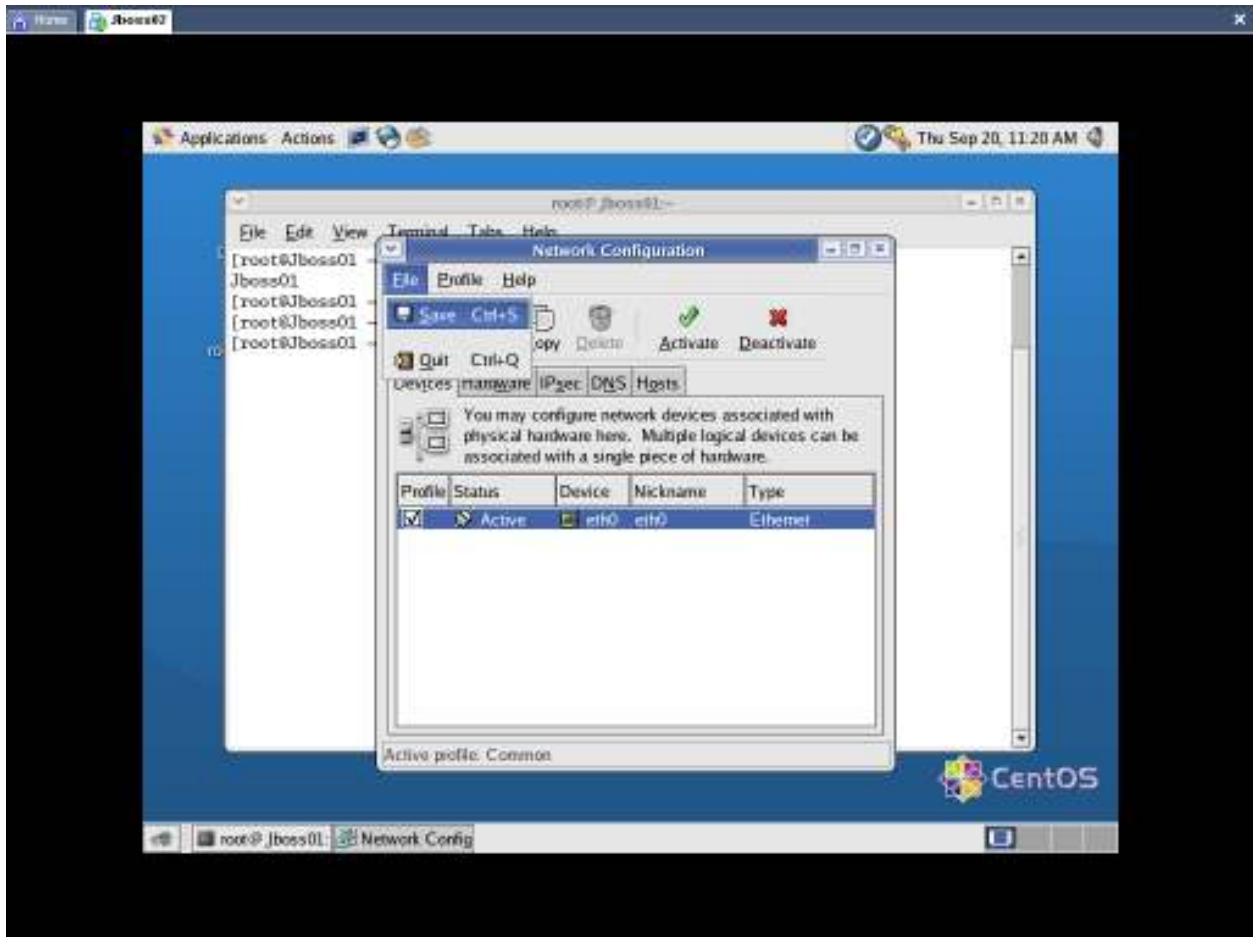 Home Jboss02
Applications Actions Thu Sep 20, 11:20 AM
root@Jboss01:~
File Edit View Terminal Tabs Help
[root@Jboss01
Jboss01
[root@Jboss01
[root@Jboss01
[root@Jboss01
Network Configuration
File Profile Help
Save Ctrl+S
Quit Ctrl+Q
opy Delete Activate Deactivate
Devices Hardware IPsec DNS Hosts
You may configure network devices associated with
physical hardware here. Multiple logical devices can be
associated with a single piece of hardware.
Profile Status Device Nickname Type
Active eth0 eth0 Ethernet
Active profile: Common
CentOS
root@Jboss01: Network Config